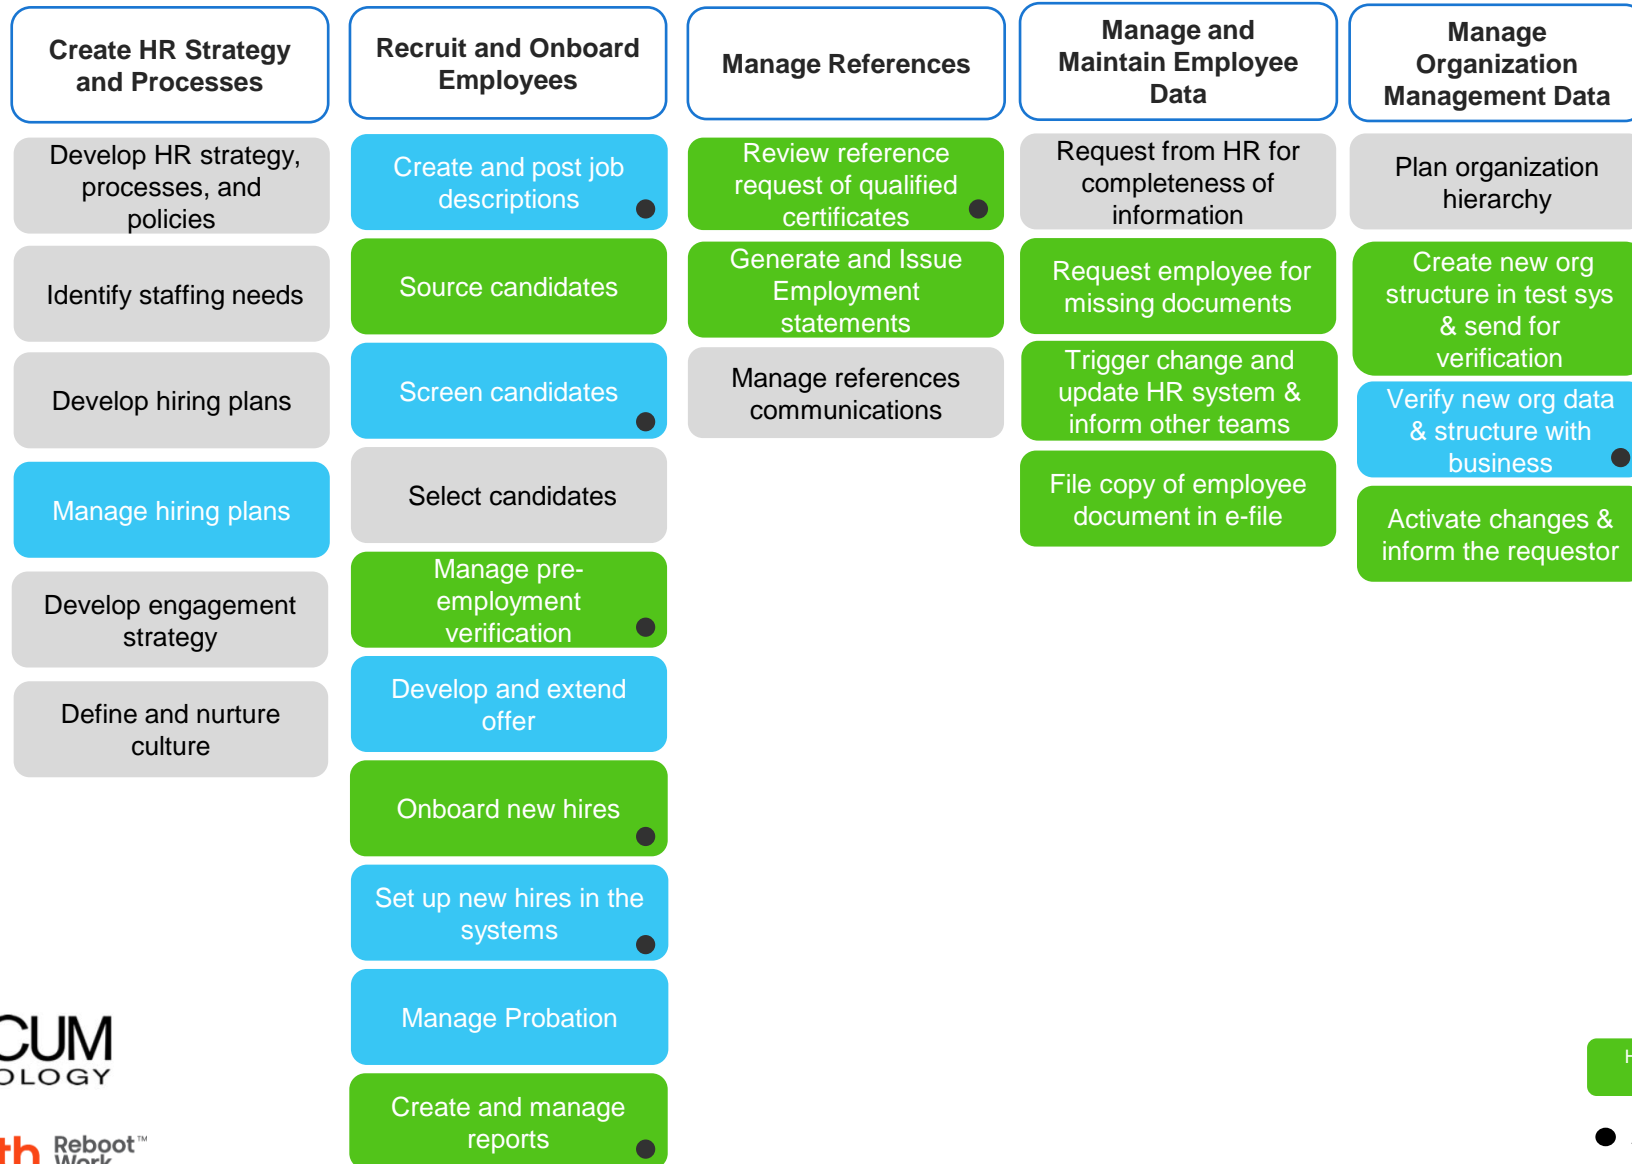 Create HR Strategy
and Processes
Develop HR strategy,
processes, and
policies
Identify staffing needs
Develop hiring plans
Manage hiring plans
Develop engagement
strategy
Define and nurture
culture
Recruit and Onboard
Employees
Create and post job
descriptions
Source candidates
Screen candidates
Select candidates
Manage pre-
employment
verification
Develop and extend
offer
Onboard new hires
Set up new hires in the
systems
Manage Probation
Create and manage
reports
Manage References
Review reference
request of qualified
certificates
Generate and Issue
Employment
statements
Manage references
communications
Manage and
Maintain Employee
Data
Request from HR for
completeness of
information
Request employee for
missing documents
Trigger change and
update HR system &
inform other teams
File copy of employee
document in e-file
Manage
Organization
Management Data
Plan organization
hierarchy
Create new org
structure in test sys
& send for
verification
Verify new org data
& structure with
business
Activate changes &
inform the requestor
CUM
OLOGY
th Reboot™
Work
H